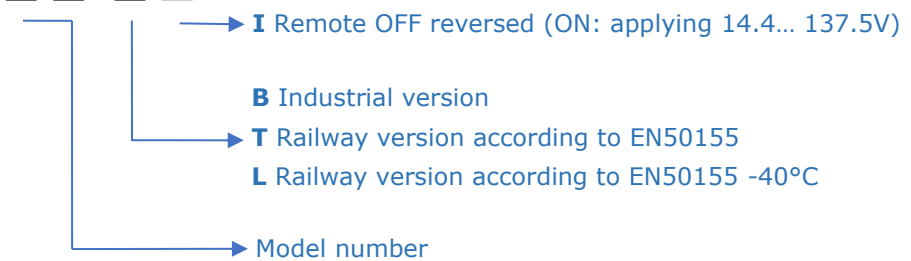 I Remote OFF reversed (ON: applying 14.4… 137.5V)
B Industrial version
T Railway version according to EN50155
L Railway version according to EN50155 -40°C
Model number